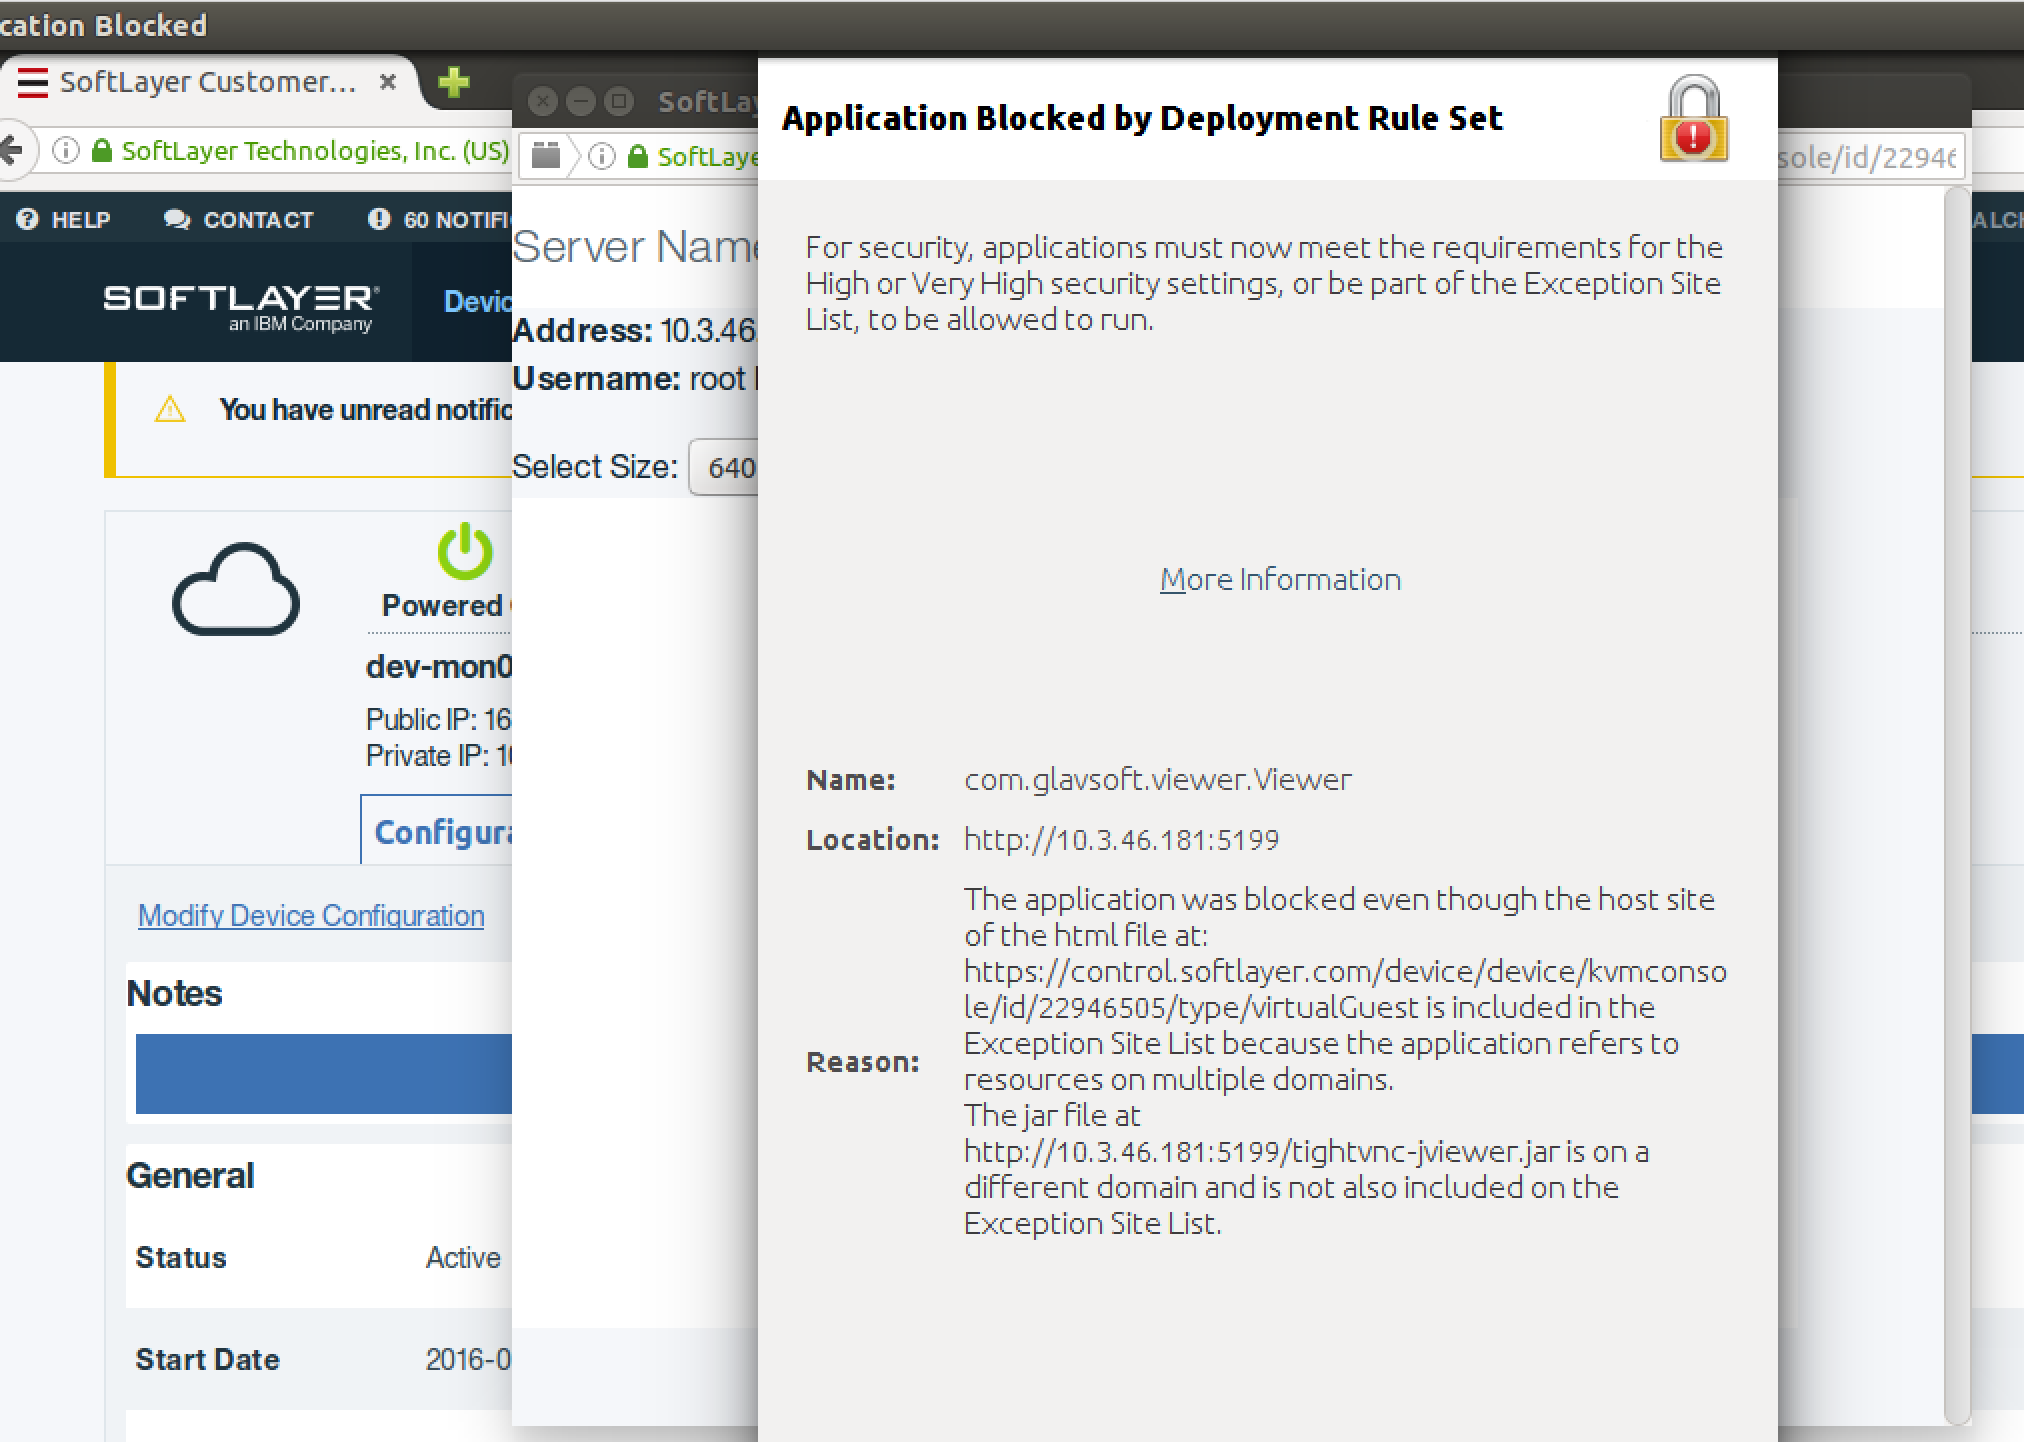 cation Blocked
SoftLayer Customer...
SoftLayer Technologies, Inc. (US)
HELP
CONTACT
60 NOTIFI
SOFTLAYER®
an IBM Company
Devic
You have unread notific
Powered
dev-mon0
Public IP: 16
Private IP: 10
Configura
Modify Device Configuration
Notes
General
Status Active
Start Date 2016-0
SoftLay
SoftLaye
sole/id/22946
ALCH
Server Name
Address: 10.3.46.
Username: root
Select Size: 640
Application Blocked by Deployment Rule Set
For security, applications must now meet the requirements for the
High or Very High security settings, or be part of the Exception Site
List, to be allowed to run.
More Information
Name: com.glavsoft.viewer.Viewer
Location: http://10.3.46.181:5199
Reason:
The application was blocked even though the host site
of the html file at:
https://control.softlayer.com/device/device/kvmconso
le/id/22946505/type/virtualGuest is included in the
Exception Site List because the application refers to
resources on multiple domains.
The jar file at
http://10.3.46.181:5199/tightvnc-jviewer.jar is on a
different domain and is not also included on the
Exception Site List.